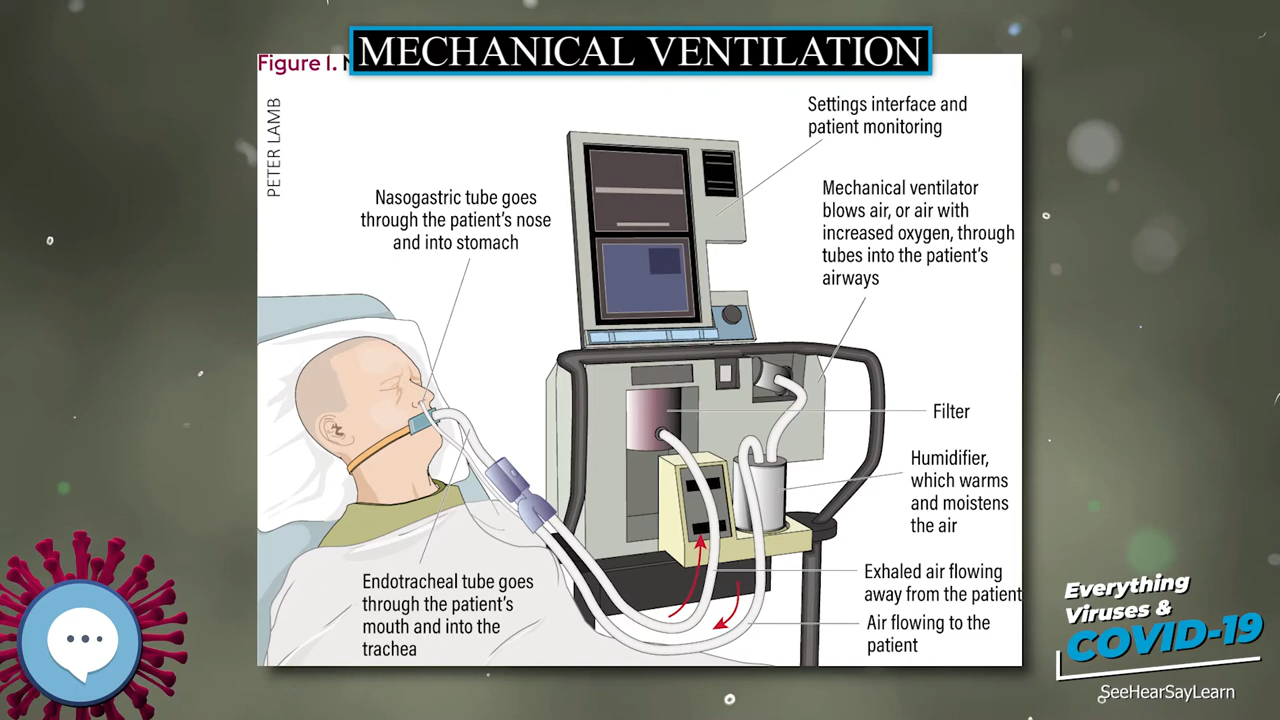 MECHANICAL VENTILATION
Figure 1.
PETER LAMB
Settings interface and
patient monitoring
Nasogastric tube goes
through the patient's nose
and into stomach
Mechanical ventilator
blows air, or air with
increased oxygen, through
tubes into the patient's
airways
Filter
Humidifier,
which warms
and moistens
the air
Endotracheal tube goes
through the patient's
mouth and into the
trachea
Exhaled air flowing
away from the patient
Air flowing to the
patient
Everything
Viruses &
COVID-19
SeeHearSayLearn